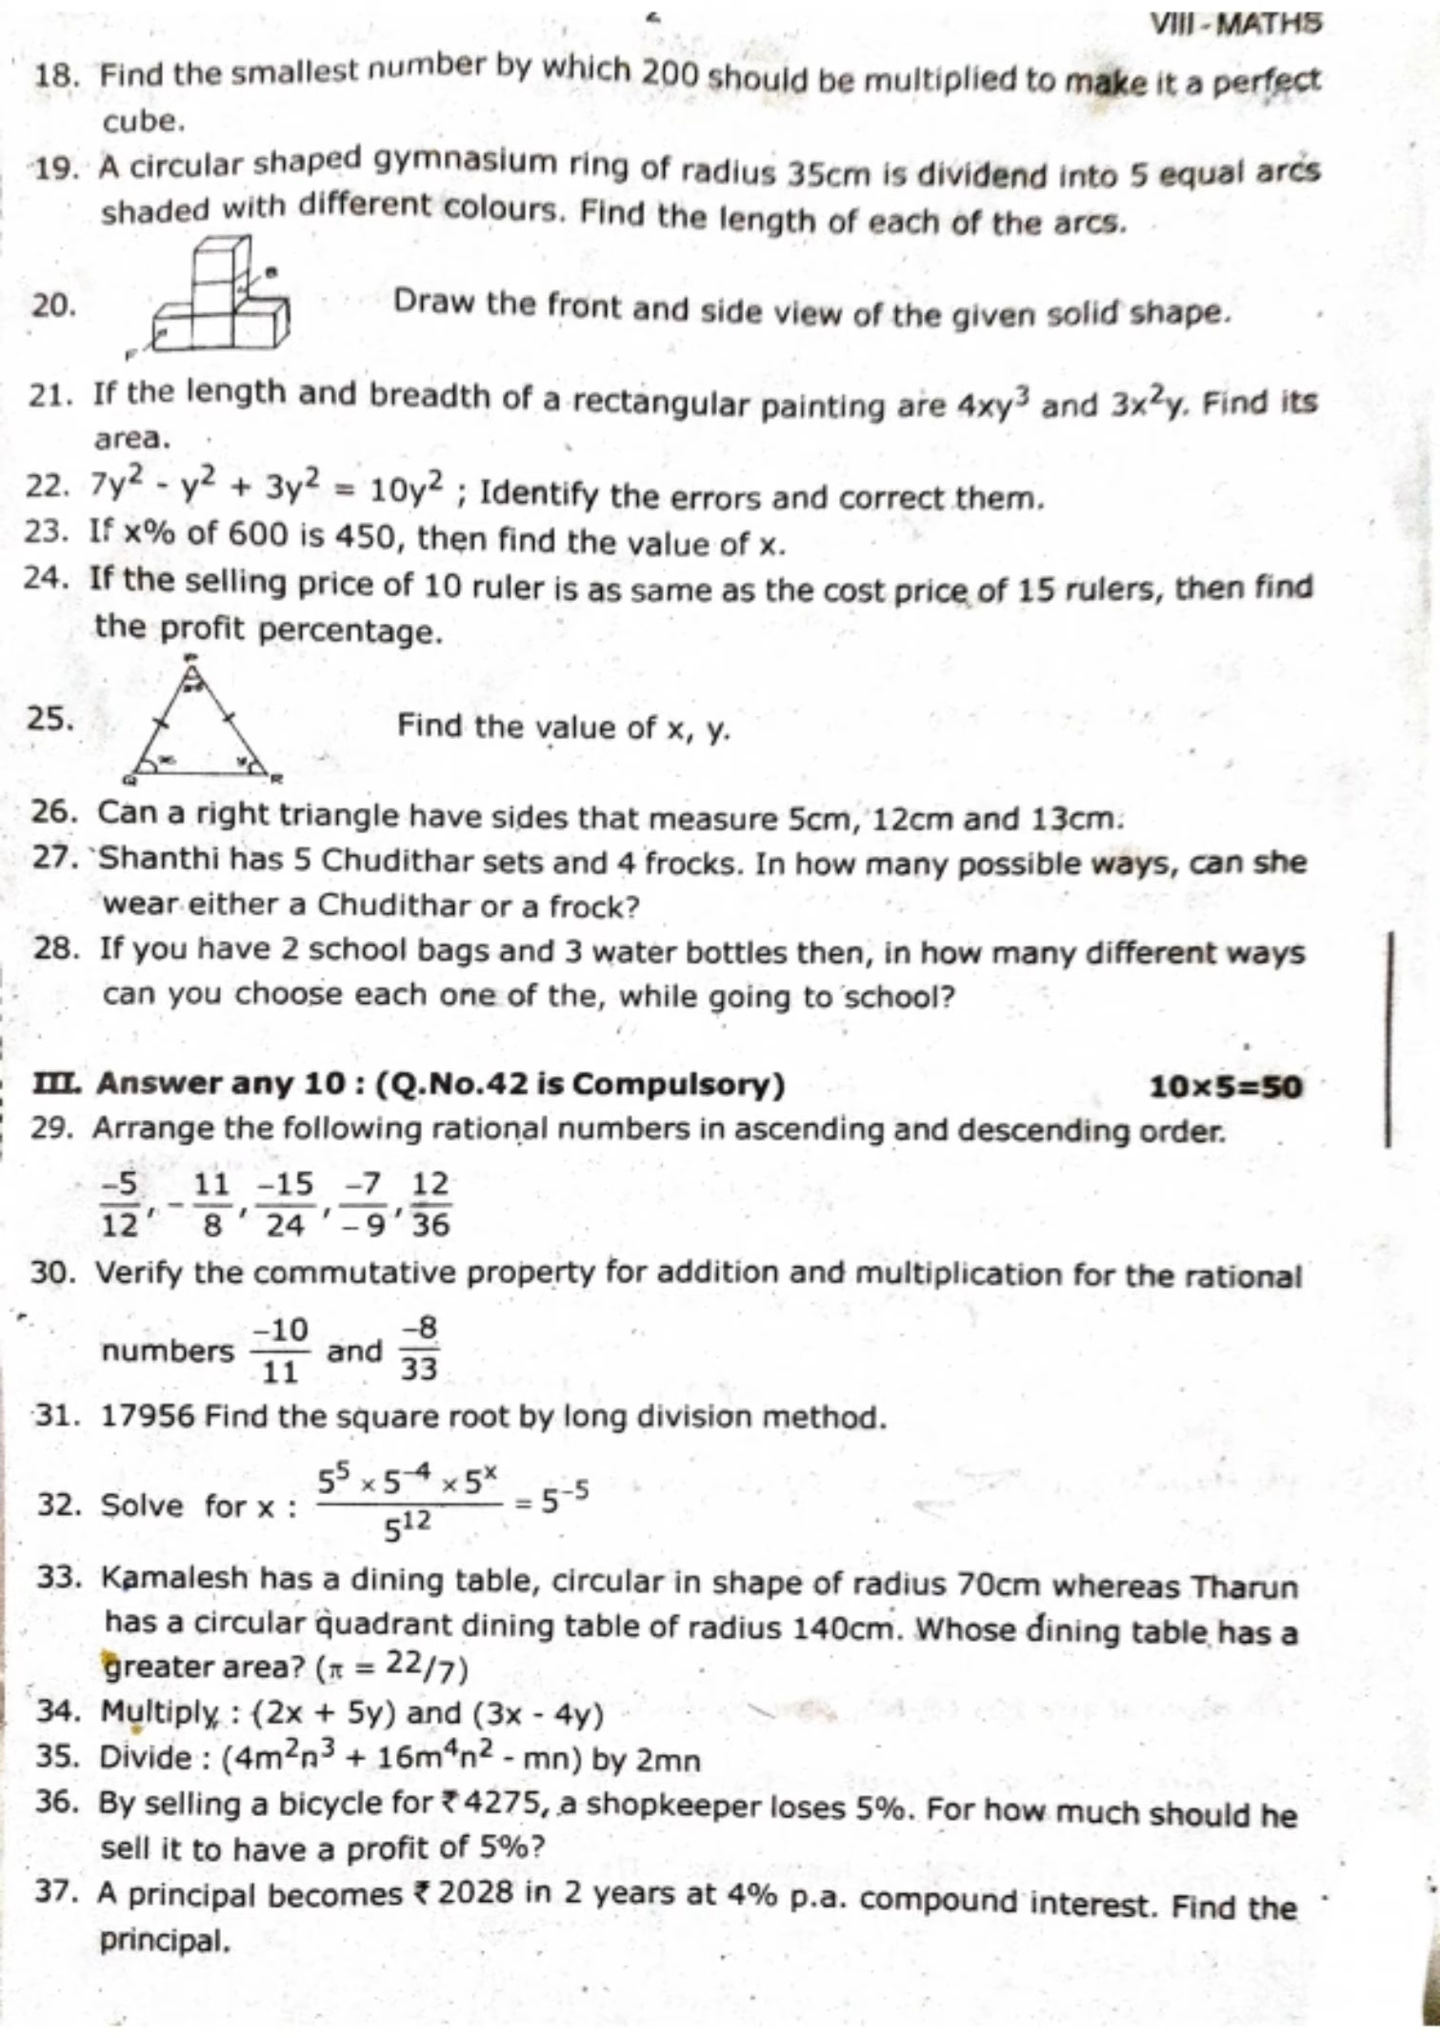 VIII - MATHS
18. Find the smallest number by which 200 should be multiplied to make it a perfect
cube.
19. A circular shaped gymnasium ring of radius 35cm is dividend into 5 equal arcs
shaded with different colours. Find the length of each of the arcs.
20. Draw the front and side view of the given solid shape.
21. If the length and breadth of a rectangular painting are 4xy³ and 3x²y. Find its
area.
22. 7y² - y² + 3y² = 10y² ; Identify the errors and correct them.
23. If x% of 600 is 450, then find the value of x.
24. If the selling price of 10 ruler is as same as the cost price of 15 rulers, then find
the profit percentage.
25. Find the value of x, y.
26. Can a right triangle have sides that measure 5cm, 12cm and 13cm.
27. Shanthi has 5 Chudithar sets and 4 frocks. In how many possible ways, can she
wear either a Chudithar or a frock?
28. If you have 2 school bags and 3 water bottles then, in how many different ways
can you choose each one of the, while going to school?
III. Answer any 10 : (Q.No.42 is Compulsory) 10×5=50
29. Arrange the following rational numbers in ascending and descending order.
-5/12, -11/8, -15/24, -7/-9, 12/36
30. Verify the commutative property for addition and multiplication for the rational
numbers -10/11 and -8/33
31. 17956 Find the square root by long division method.
32. Solve for x : (5⁵ × 5⁻⁴ × 5ˣ)/5¹² = 5⁻⁵
33. Kamalesh has a dining table, circular in shape of radius 70cm whereas Tharun
has a circular quadrant dining table of radius 140cm. Whose dining table has a
greater area? (π = 22/7)
34. Multiply : (2x + 5y) and (3x - 4y)
35. Divide : (4m²n³ + 16m⁴n² - mn) by 2mn
36. By selling a bicycle for ₹ 4275, a shopkeeper loses 5%. For how much should he
sell it to have a profit of 5%?
37. A principal becomes ₹ 2028 in 2 years at 4% p.a. compound interest. Find the
principal.